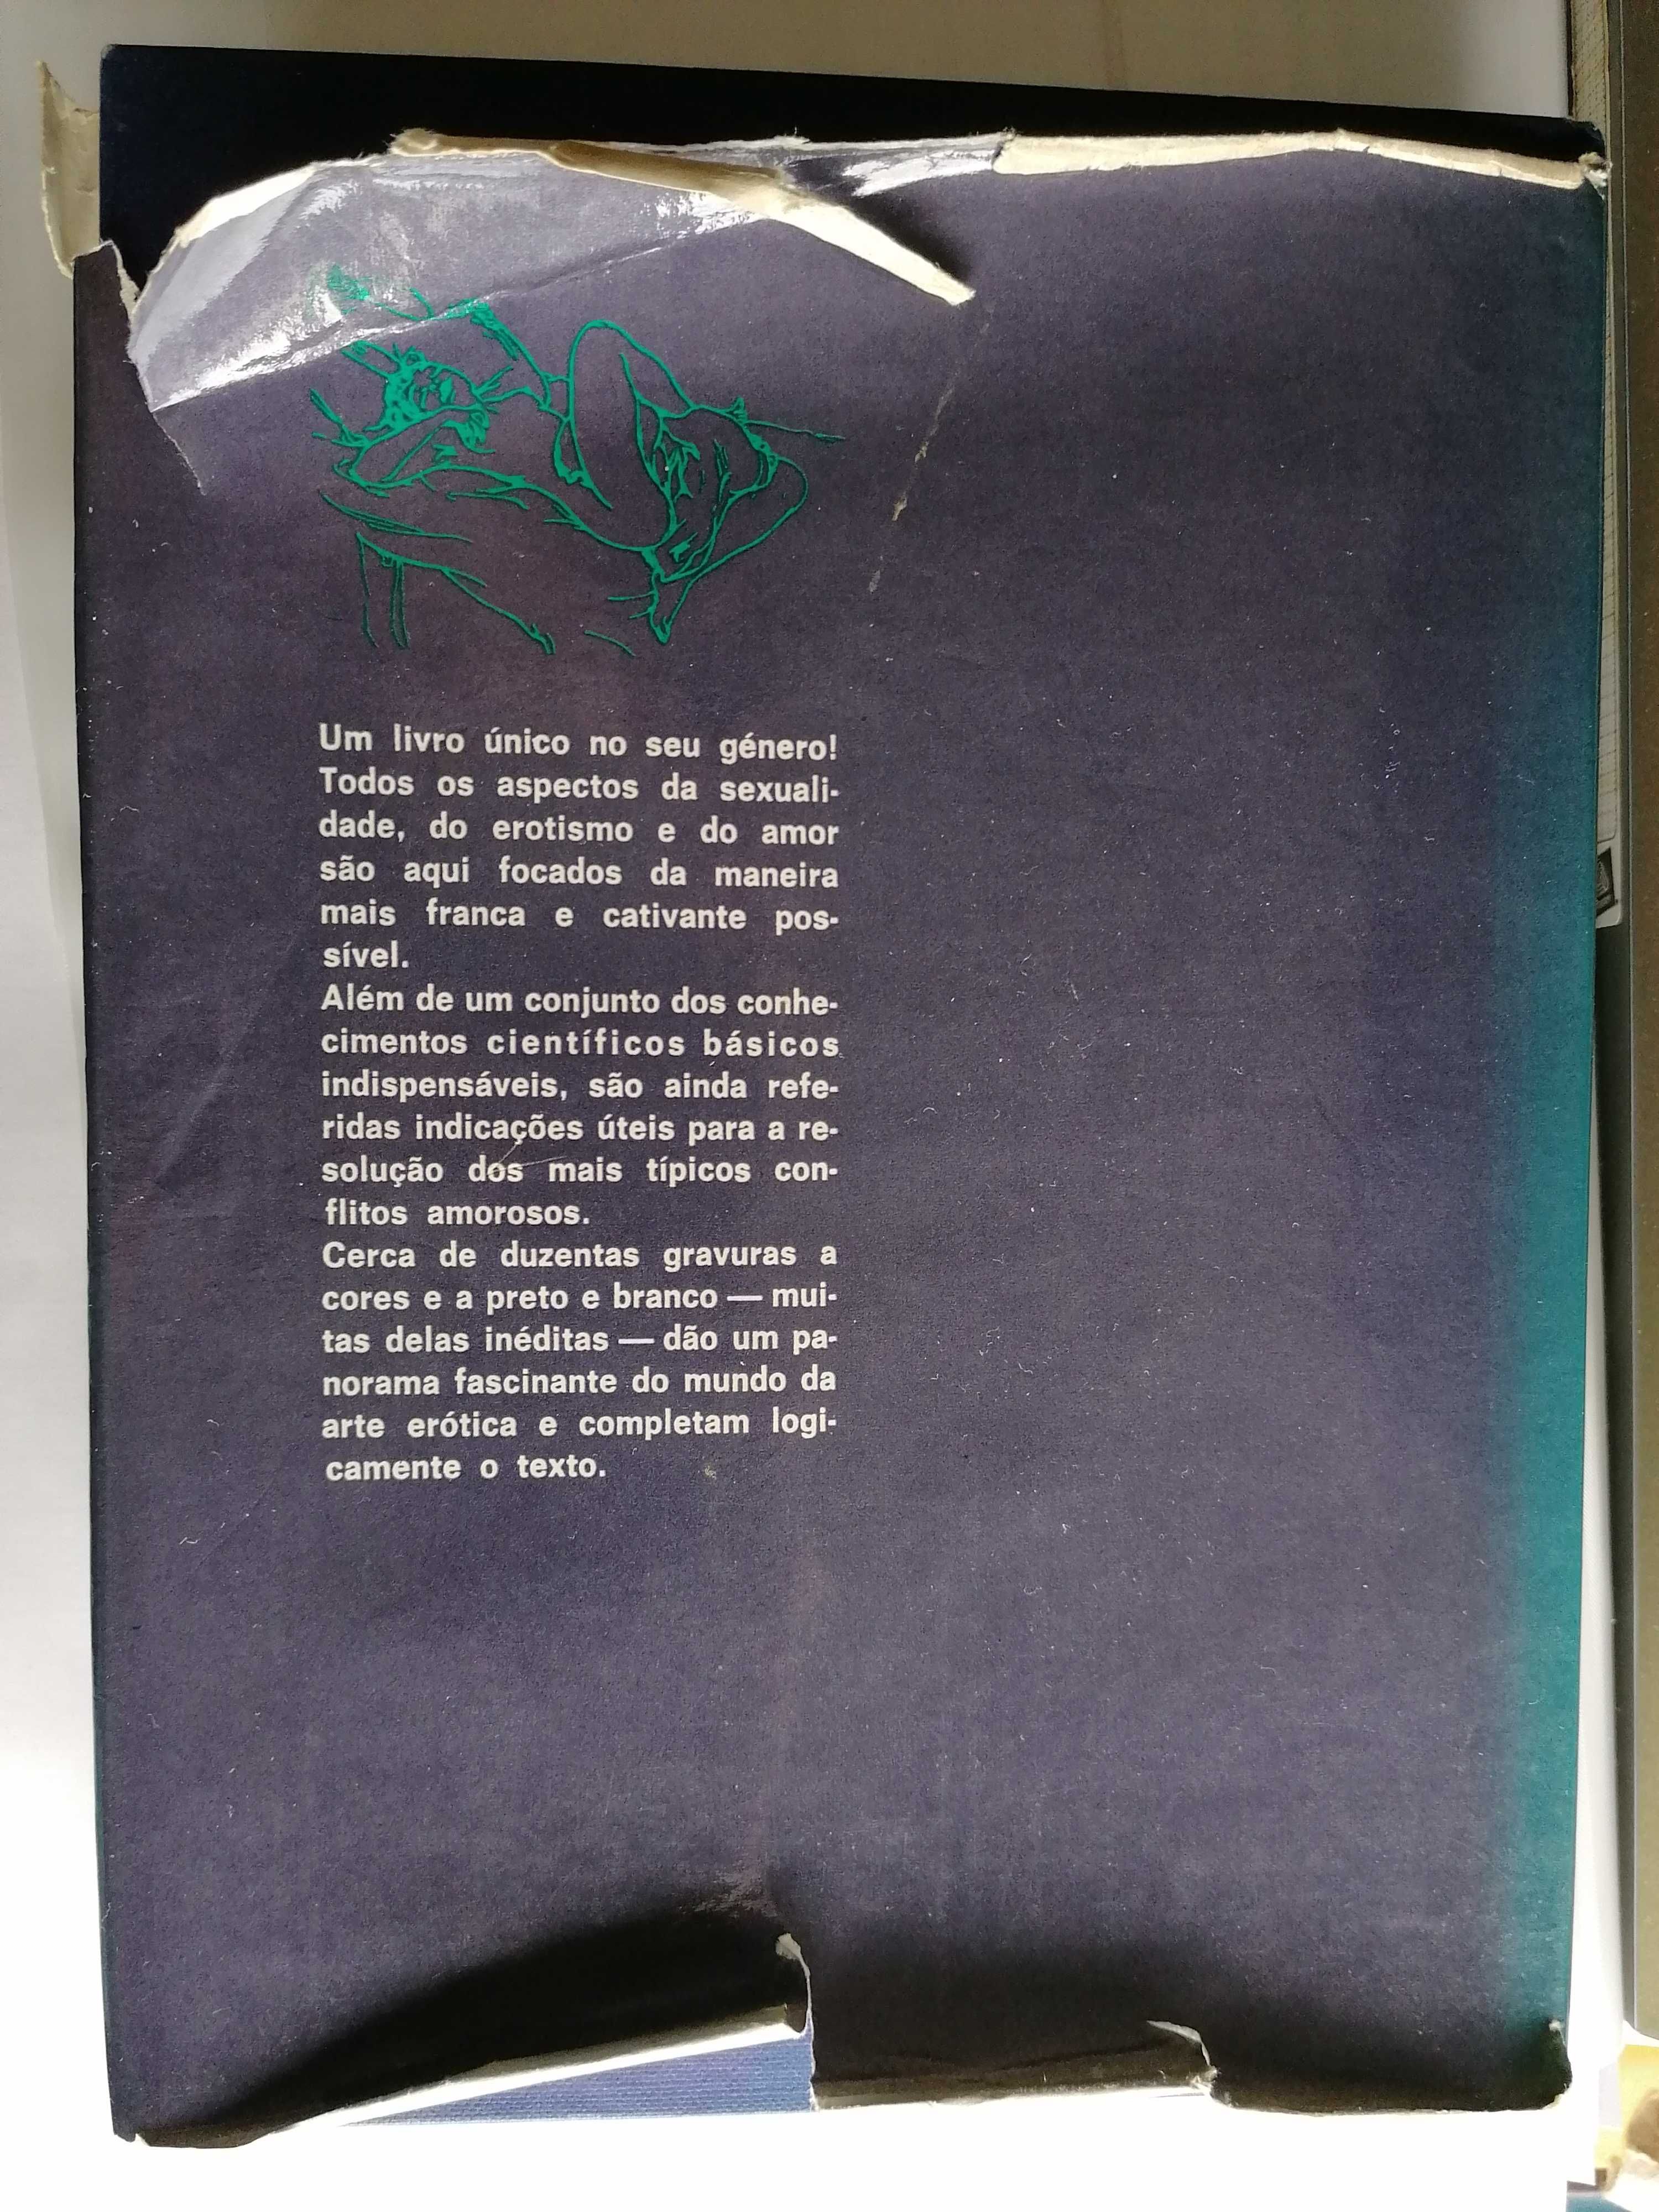 Um livro único no seu género!
Todos os aspectos da sexuali-
dade, do erotismo e do amor
são aqui focados da maneira
mais franca e cativante pos-
sível.
Além de um conjunto dos conhe-
cimentos científicos básicos
indispensáveis, são ainda refe-
ridas indicações úteis para a re-
solução dos mais típicos con-
flitos amorosos.
Cerca de duzentas gravuras a
cores e a preto e branco — mui-
tas delas inéditas — dão um pa-
norama fascinante do mundo da
arte erótica e completam logi-
camente o texto.